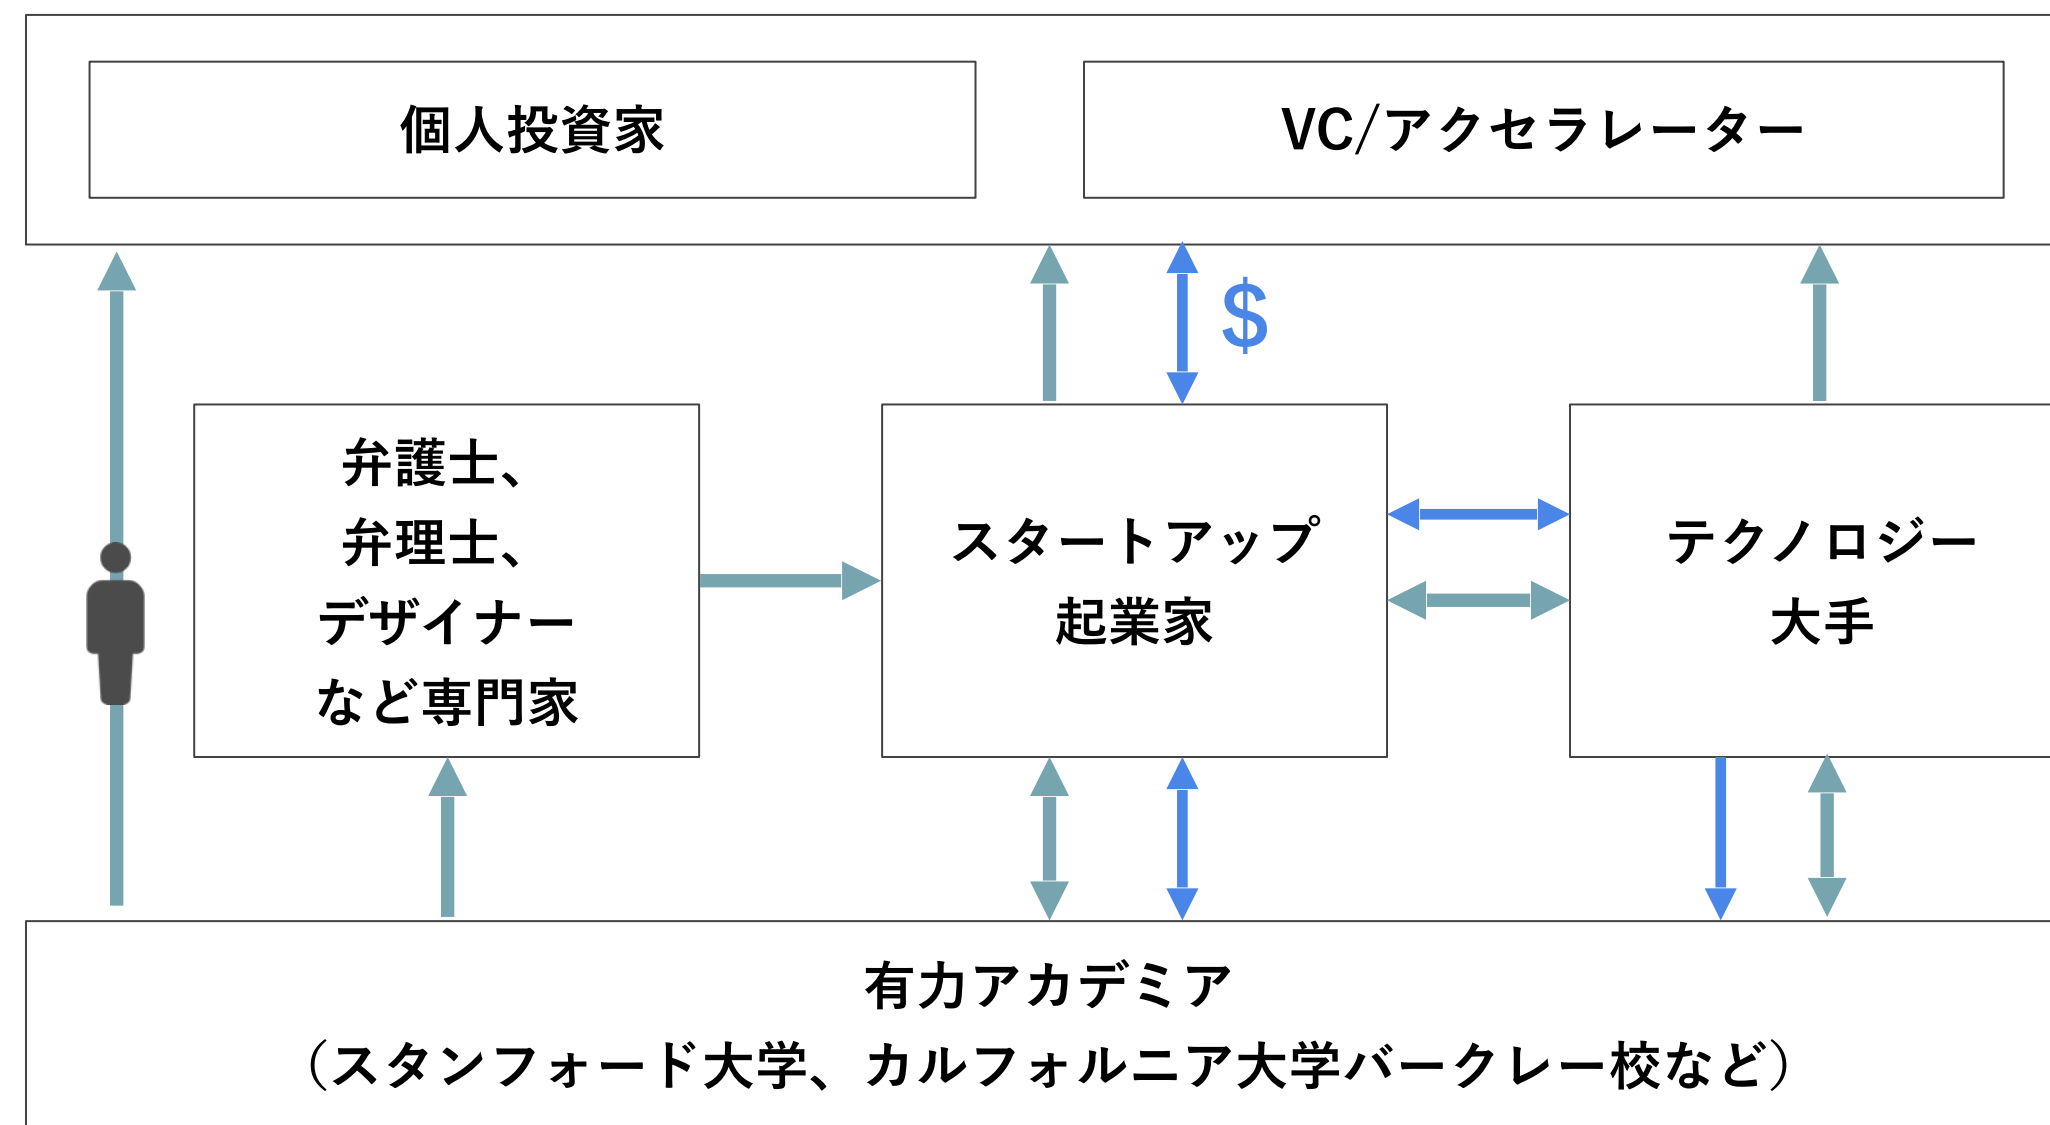 個人投資家
VC/アクセラレーター
$
弁護士、
弁理士、
デザイナー
など専門家
スタートアップ
起業家
テクノロジー
大手
有力アカデミア
（スタンフォード大学、カルフォルニア大学バークレー校など）